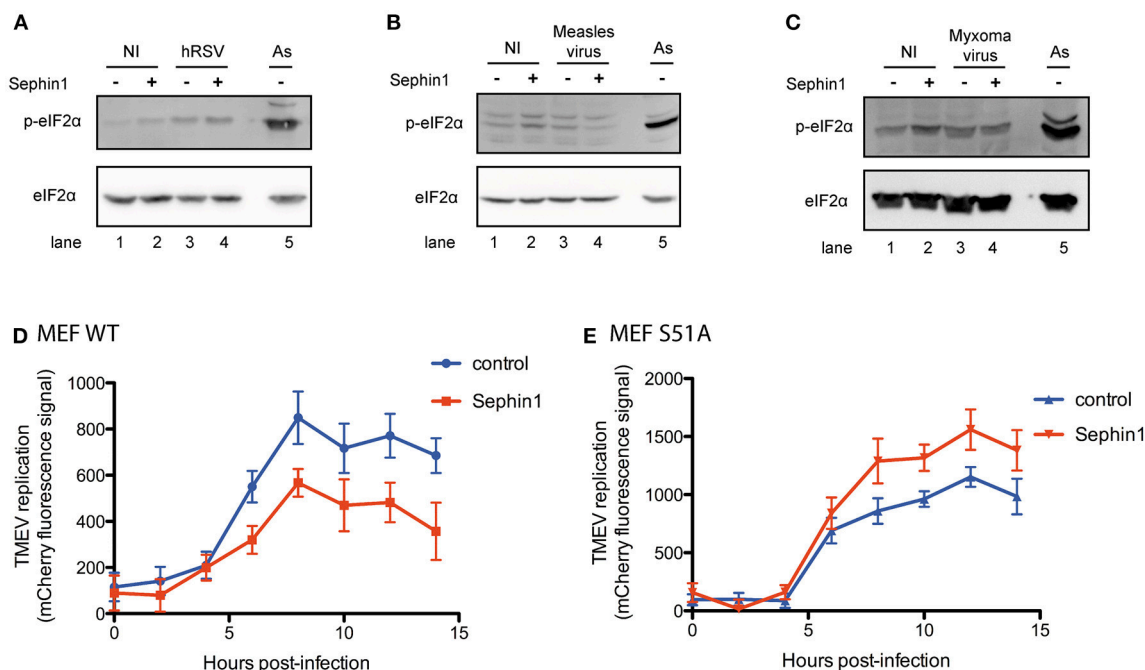 A
NI hRSV As
Sephin1 - + - + -
p-eIF2α
eIF2α
lane 1 2 3 4 5
B
NI Measles virus As
Sephin1 - + - + -
p-eIF2α
eIF2α
lane 1 2 3 4 5
C
NI Myxoma virus As
Sephin1 - + - + -
p-eIF2α
eIF2α
lane 1 2 3 4 5
D MEF WT
control
Sephin1
TMEV replication
(mCherry fluorescence signal)
1000
800
600
400
200
0
0 5 10 15
Hours post-infection
E MEF S51A
control
Sephin1
TMEV replication
(mCherry fluorescence signal)
2000
1500
1000
500
0
0 5 10 15
Hours post-infection